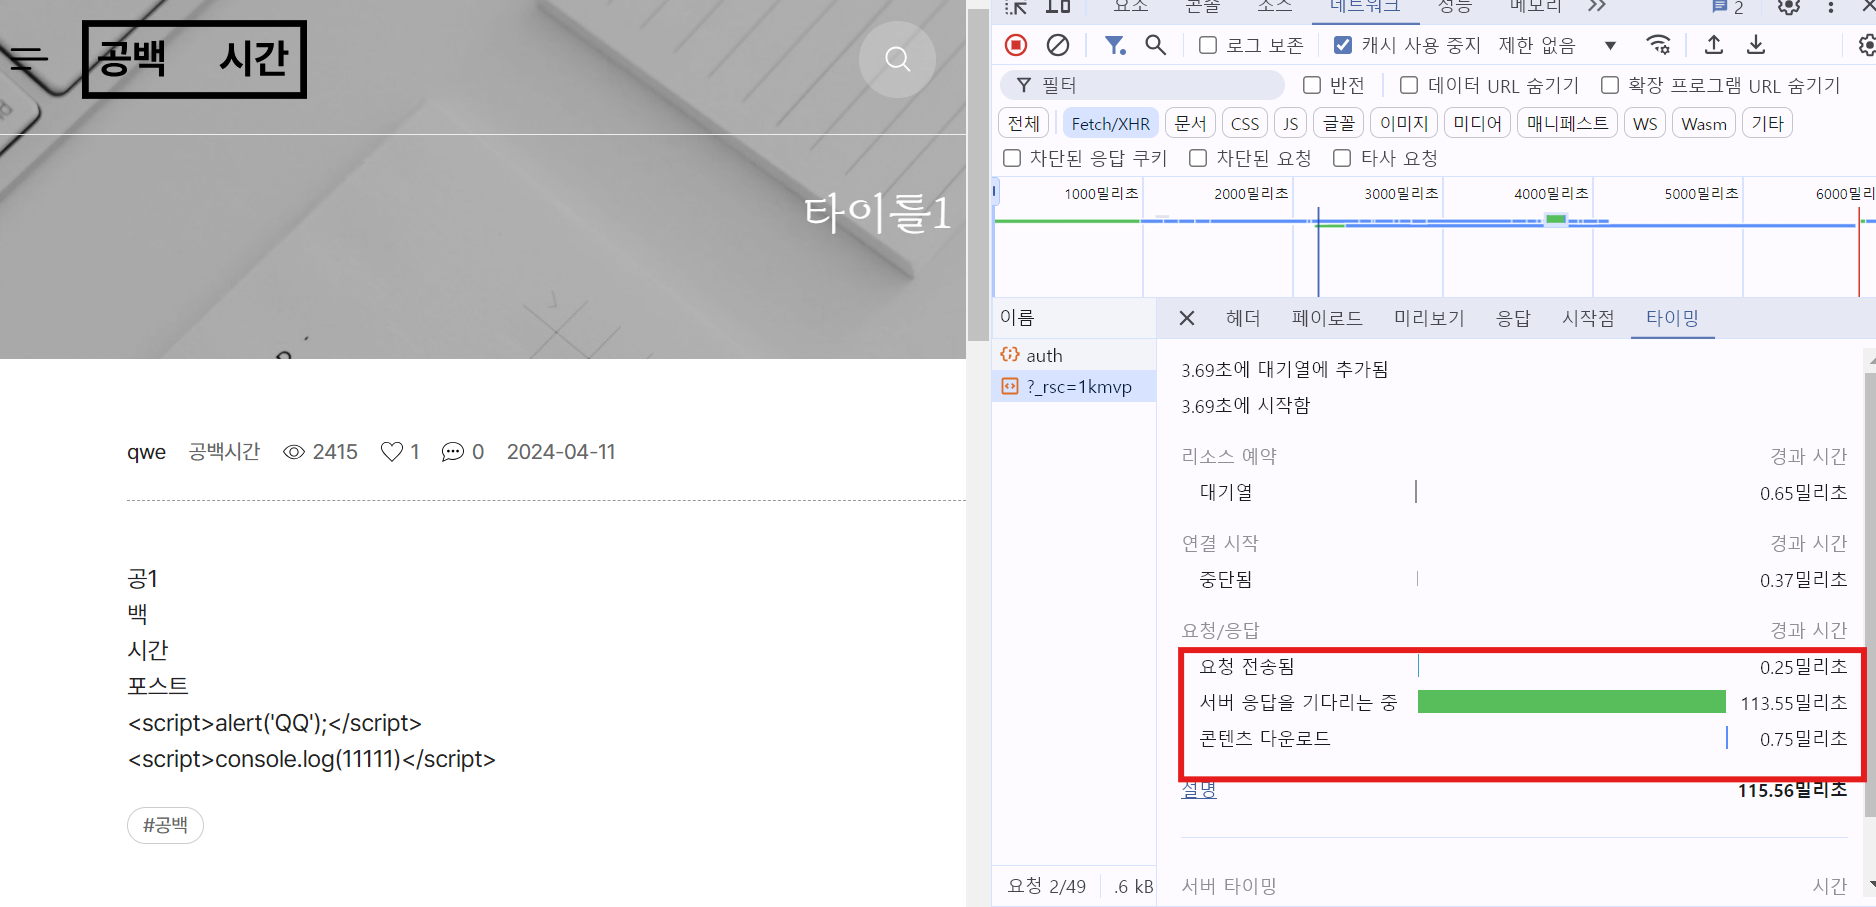 공백 시간
타이틀1
qwe 공백시간 2415 1 0 2024-04-11
공1
백
시간
포스트
<script>alert('QQ');</script>
<script>console.log(11111)</script>
#공백
요소 콘솔 소스 네트워크 성능 메모리 2
로그 보존 캐시 사용 중지 제한 없음
필터 반전 데이터 URL 숨기기 확장 프로그램 URL 숨기기
전체 Fetch/XHR 문서 CSS JS 글꼴 이미지 미디어 매니페스트 WS Wasm 기타
차단된 응답 쿠키 차단된 요청 타사 요청
1000밀리초 2000밀리초 3000밀리초 4000밀리초 5000밀리초 6000밀리
이름 헤더 페이로드 미리보기 응답 시작점 타이밍
auth
?_rsc=1kmvp
3.69초에 대기열에 추가됨
3.69초에 시작함
리소스 예약 경과 시간
대기열 0.65밀리초
연결 시작 경과 시간
중단됨 0.37밀리초
요청/응답 경과 시간
요청 전송됨 0.25밀리초
서버 응답을 기다리는 중 113.55밀리초
콘텐츠 다운로드 0.75밀리초
설명 115.56밀리초
서버 타이밍 시간
요청 2/49 .6 kB